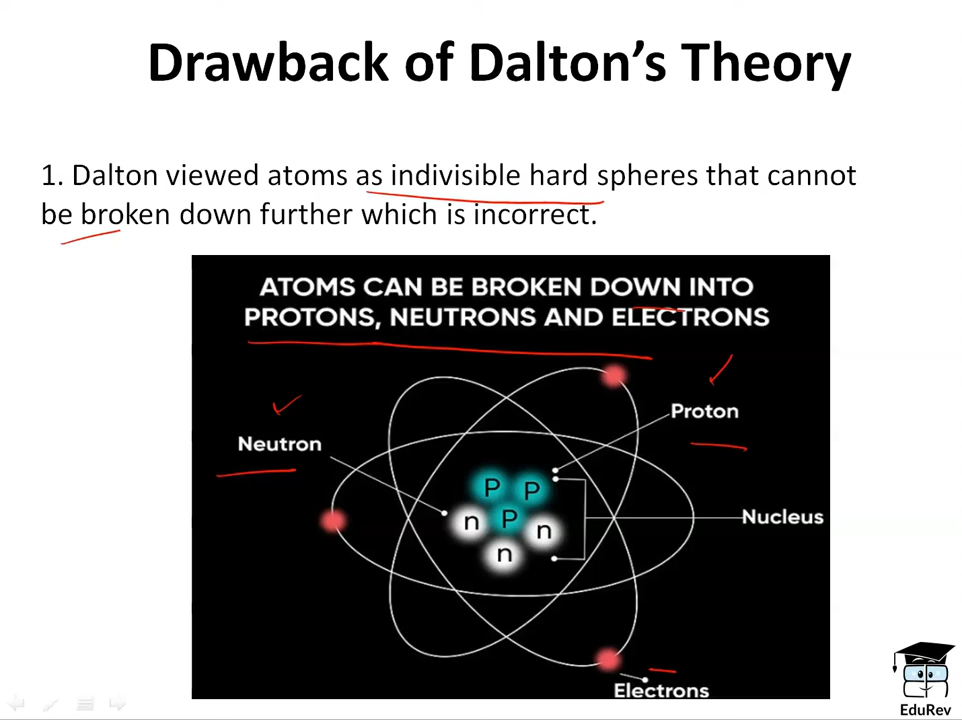 Drawback of Dalton's Theory
1. Dalton viewed atoms as indivisible hard spheres that cannot
be broken down further which is incorrect.
ATOMS CAN BE BROKEN DOWN INTO
PROTONS, NEUTRONS AND ELECTRONS
Proton
Neutron
P P
n P n
n
Nucleus
Electrons
EduRev